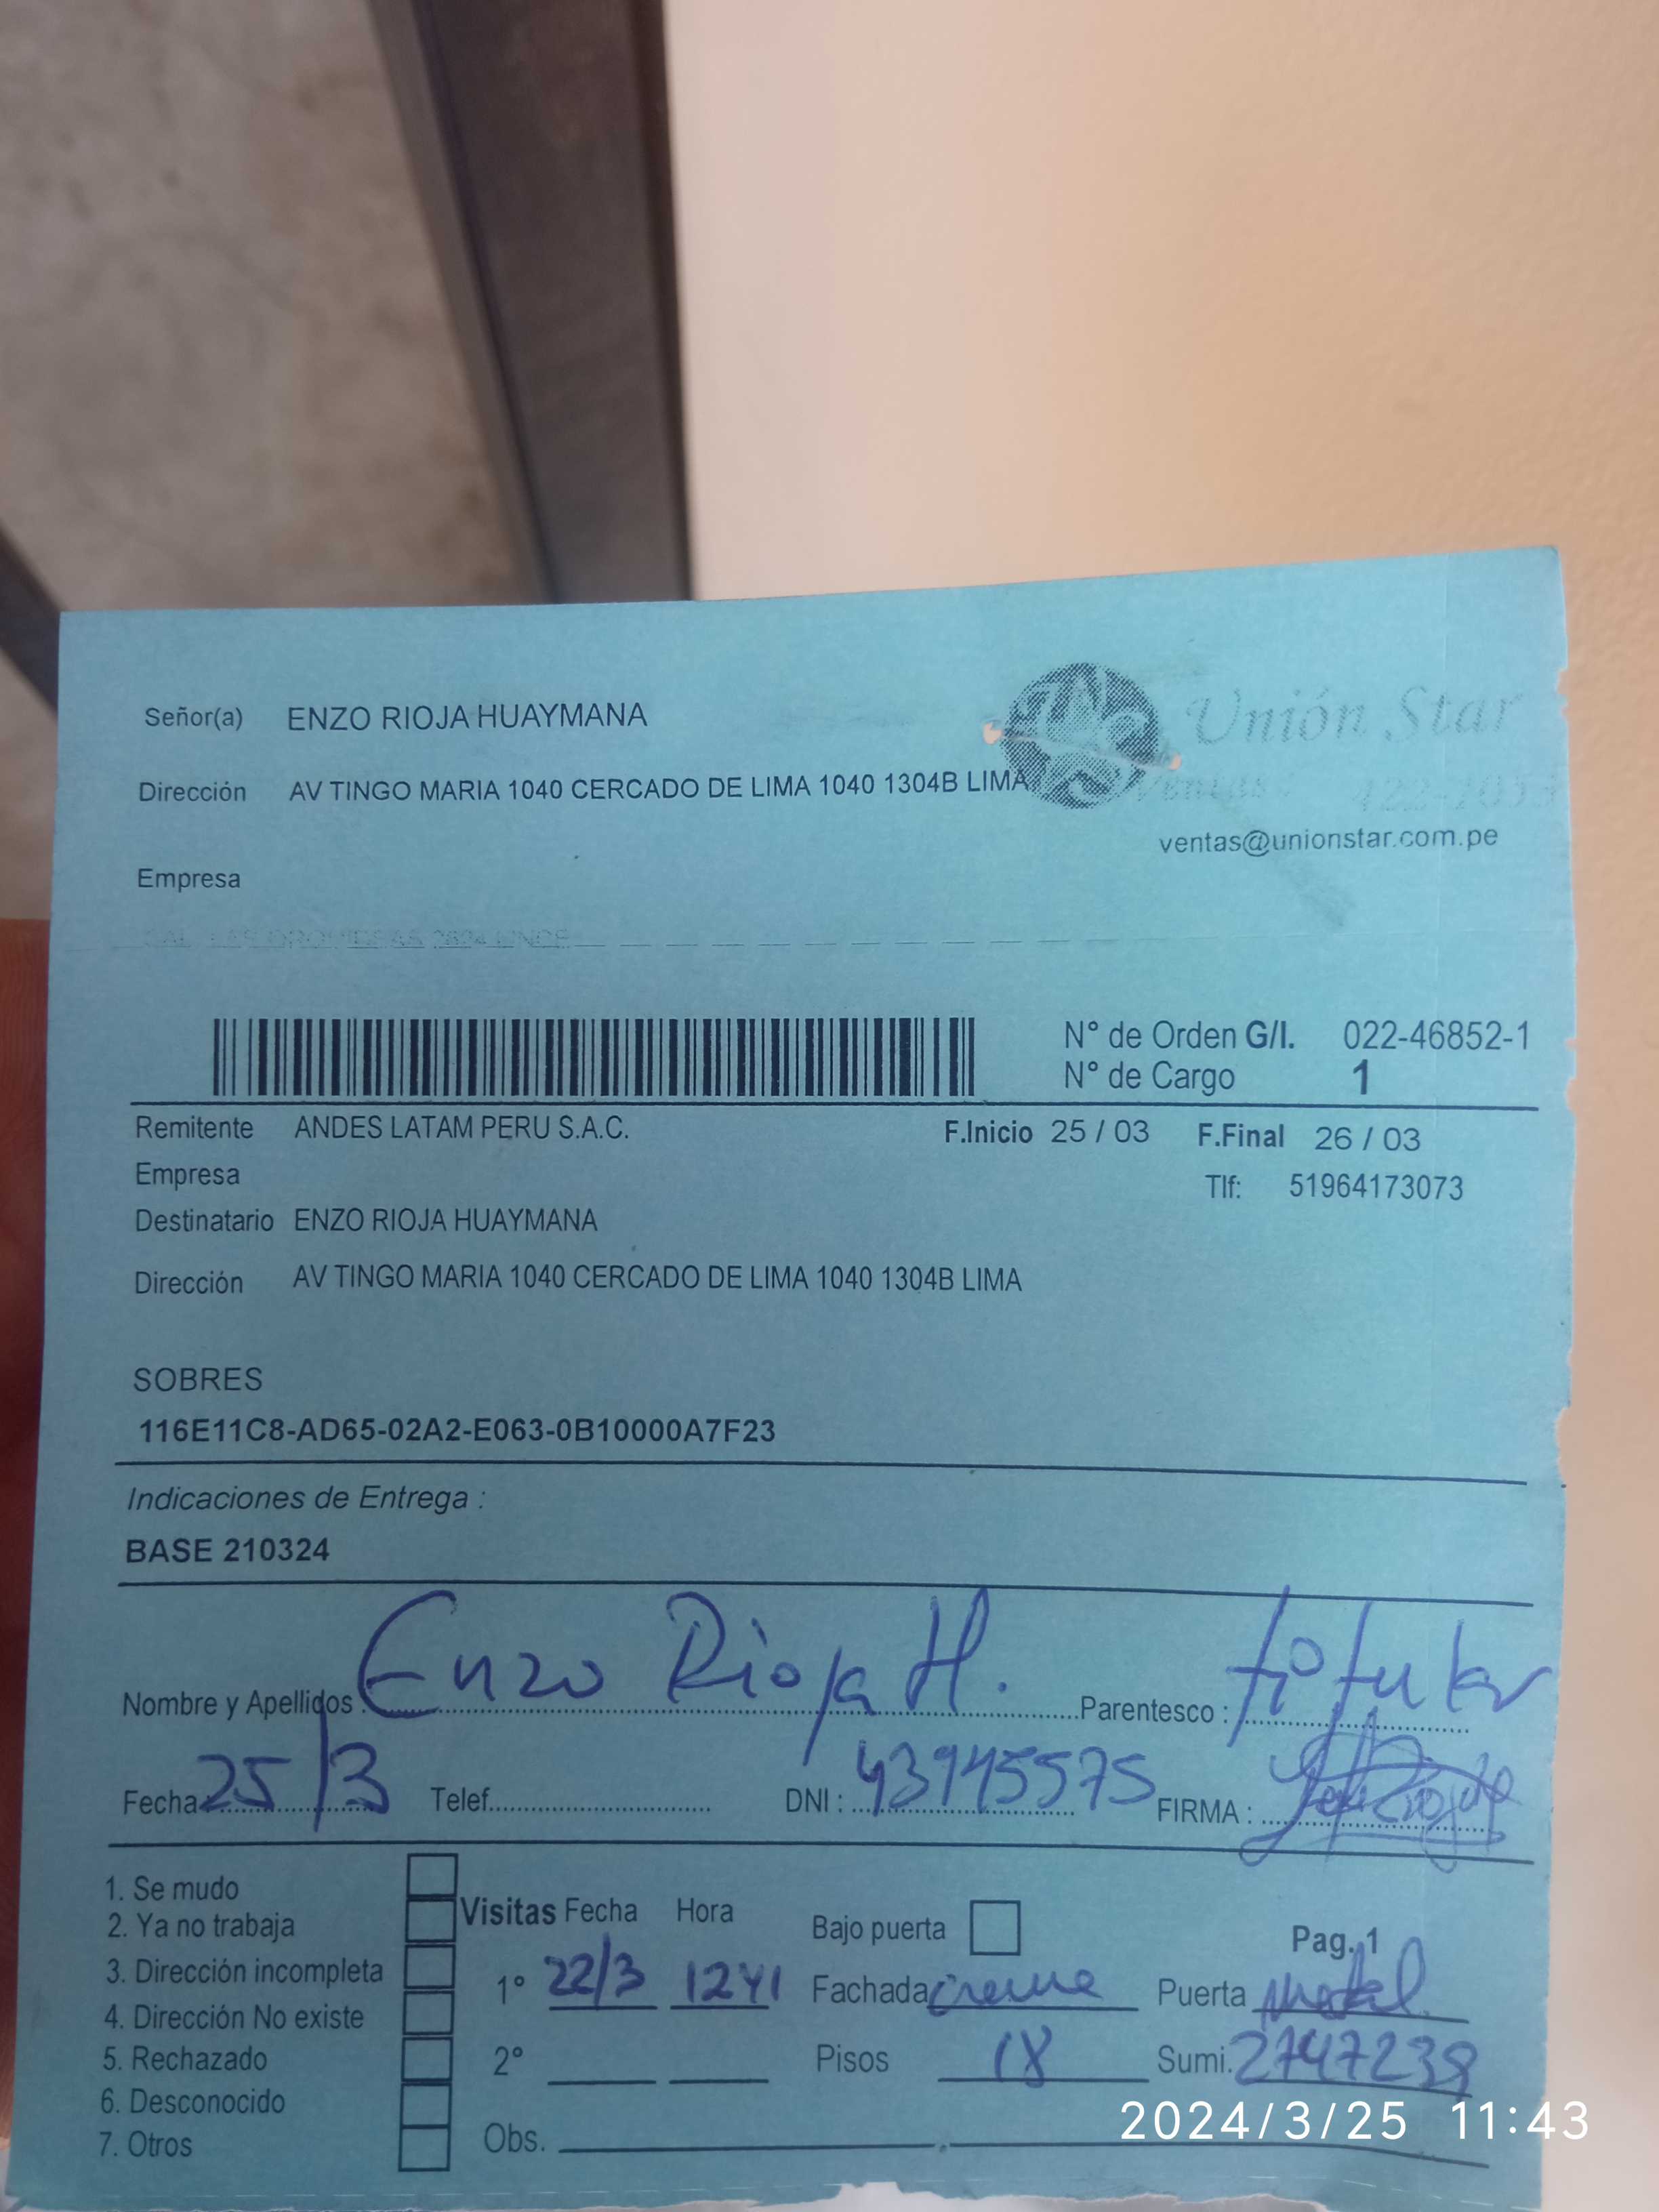 Señor(a) ENZO RIOJA HUAYMANA
Unión Star
Dirección AV TINGO MARIA 1040 CERCADO DE LIMA 1040 1304B LIMA
Ventas
ventas@unionstar.com.pe
Empresa
N° de Orden G/I. 022-46852-1
N° de Cargo 1
Remitente ANDES LATAM PERU S.A.C. F.Inicio 25 / 03 F.Final 26 / 03
Empresa
Tlf: 51964173073
Destinatario ENZO RIOJA HUAYMANA
Dirección AV TINGO MARIA 1040 CERCADO DE LIMA 1040 1304B LIMA
SOBRES
116E11C8-AD65-02A2-E063-0B10000A7F23
Indicaciones de Entrega :
BASE 210324
Nombre y Apellidos : Enzo Rioja H. Parentesco : titular
Fecha 25/3 Telef. DNI : 43945575 FIRMA :
1. Se mudo
2. Ya no trabaja
3. Dirección incompleta
4. Dirección No existe
5. Rechazado
6. Desconocido
7. Otros
Visitas Fecha Hora
1° 22/3 1241
2°
Obs.
Bajo puerta
Pag. 1
Fachada creme Puerta Metal
Pisos 18 Sumi. 2747238
2024/3/25 11:43